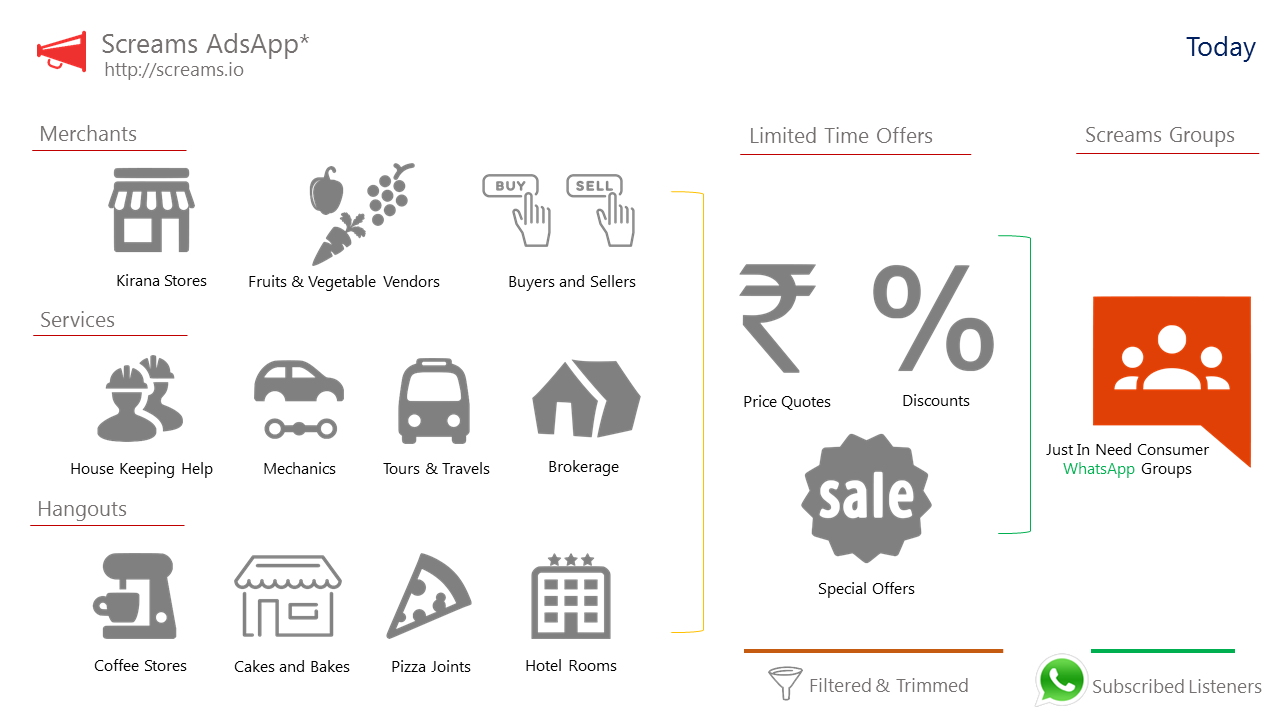 Screams AdsApp*
http://screams.io
Today
Merchants
BUY
SELL
Kirana Stores
Fruits & Vegetable Vendors
Buyers and Sellers
Services
House Keeping Help
Mechanics
Tours & Travels
Brokerage
Hangouts
Coffee Stores
Cakes and Bakes
Pizza Joints
Hotel Rooms
Limited Time Offers
₹
%
Price Quotes
Discounts
sale
Special Offers
Filtered & Trimmed
Screams Groups
Just In Need Consumer
WhatsApp Groups
Subscribed Listeners